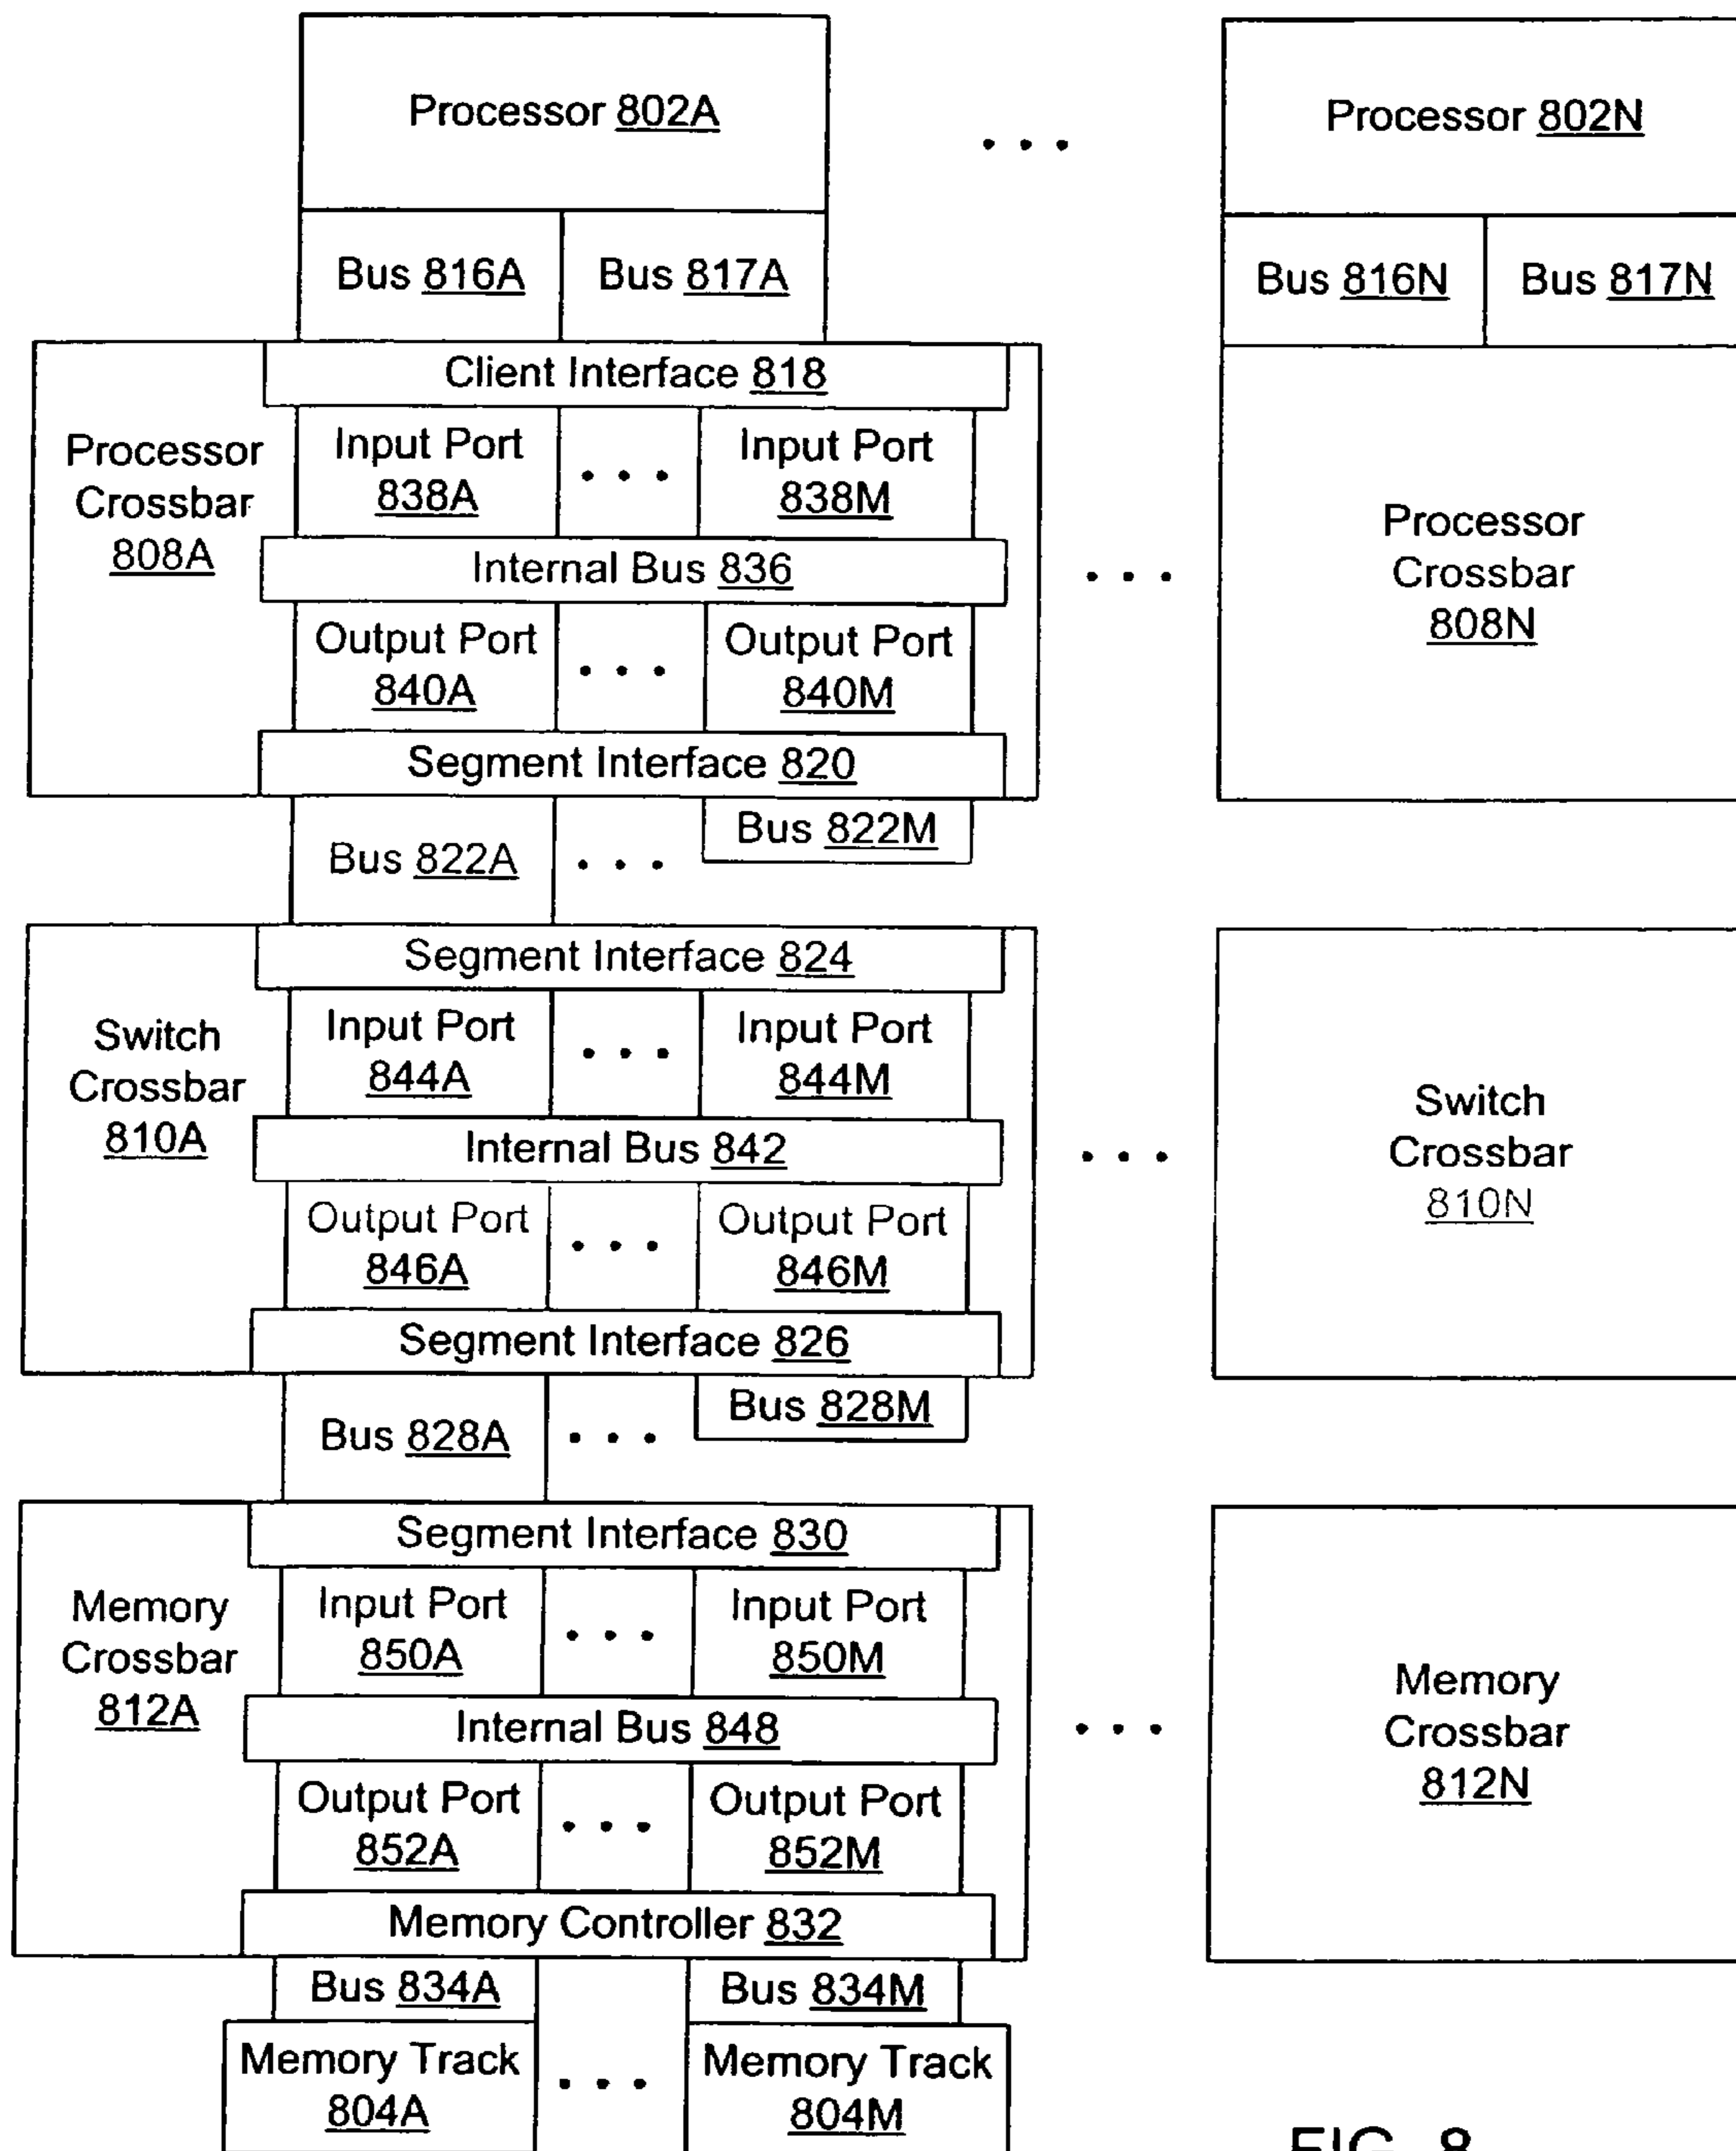 Processor 802A
• • •
Processor 802N
Bus 816A
Bus 817A
Bus 816N
Bus 817N
Client Interface 818
Processor
Crossbar
808A
Input Port
838A
• • •
Input Port
838M
Internal Bus 836
Output Port
840A
• • •
Output Port
840M
Segment Interface 820
• • •
Processor
Crossbar
808N
Bus 822A
• • •
Bus 822M
Segment Interface 824
Switch
Crossbar
810A
Input Port
844A
• • •
Input Port
844M
Internal Bus 842
Output Port
846A
• • •
Output Port
846M
Segment Interface 826
• • •
Switch
Crossbar
810N
Bus 828A
• • •
Bus 828M
Segment Interface 830
Memory
Crossbar
812A
Input Port
850A
• • •
Input Port
850M
Internal Bus 848
Output Port
852A
• • •
Output Port
852M
Memory Controller 832
• • •
Memory
Crossbar
812N
Bus 834A
Bus 834M
Memory Track
804A
• • •
Memory Track
804M
FIG. 8